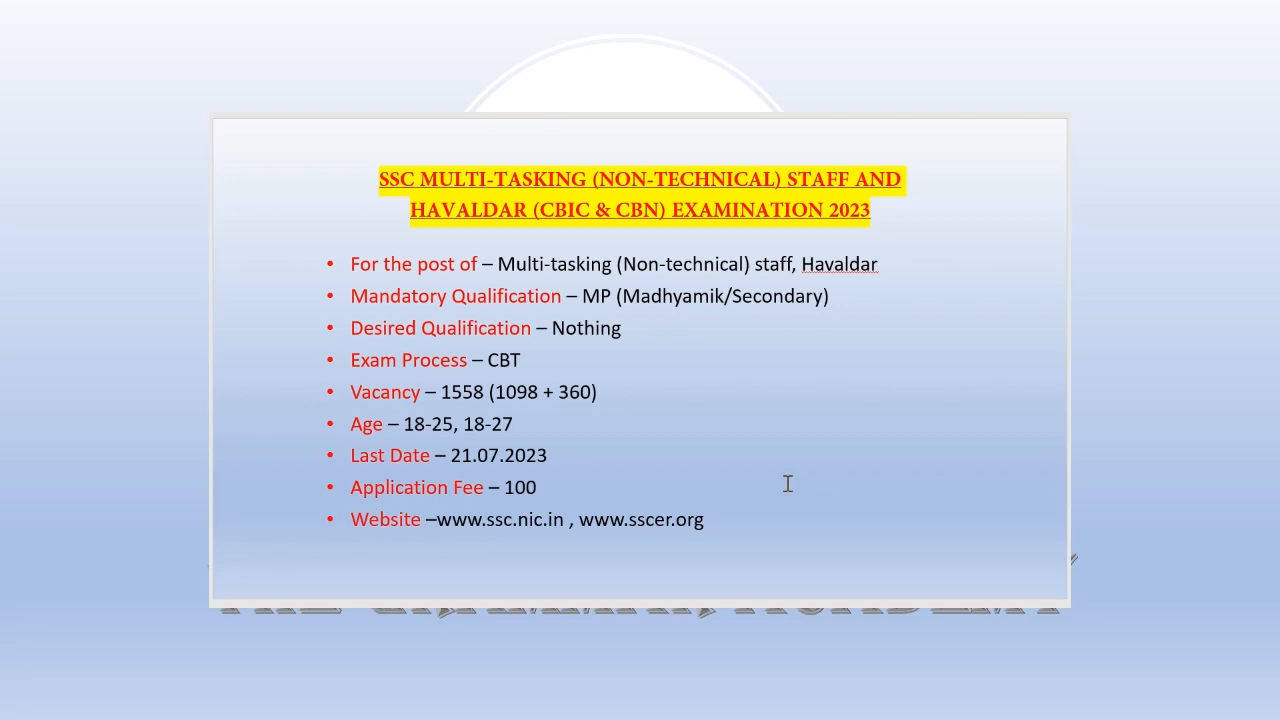 SSC MULTI-TASKING (NON-TECHNICAL) STAFF AND
HAVALDAR (CBIC & CBN) EXAMINATION 2023
• For the post of – Multi-tasking (Non-technical) staff, Havaldar
• Mandatory Qualification – MP (Madhyamik/Secondary)
• Desired Qualification – Nothing
• Exam Process – CBT
• Vacancy – 1558 (1098 + 360)
• Age – 18-25, 18-27
• Last Date – 21.07.2023
• Application Fee – 100
• Website –www.ssc.nic.in , www.sscer.org